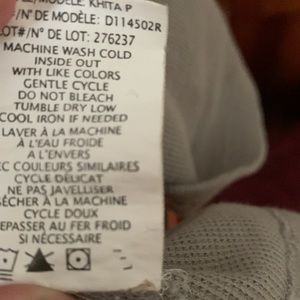 MODÈLE: KHITA P
/N° DE MODÈLE: D114502R
LOT#/N° DE LOT: 276237
MACHINE WASH COLD
INSIDE OUT
WITH LIKE COLORS
GENTLE CYCLE
DO NOT BLEACH
TUMBLE DRY LOW
COOL IRON IF NEEDED
LAVER À LA MACHINE
À L'EAU FROIDE
A L'ENVERS
EC COULEURS SIMILAIRES
CYCLE DÉLICAT
NE PAS JAVELLISER
SÉCHER À LA MACHINE
CYCLE DOUX
REPASSER AU FER FROID
SI NÉCESSAIRE